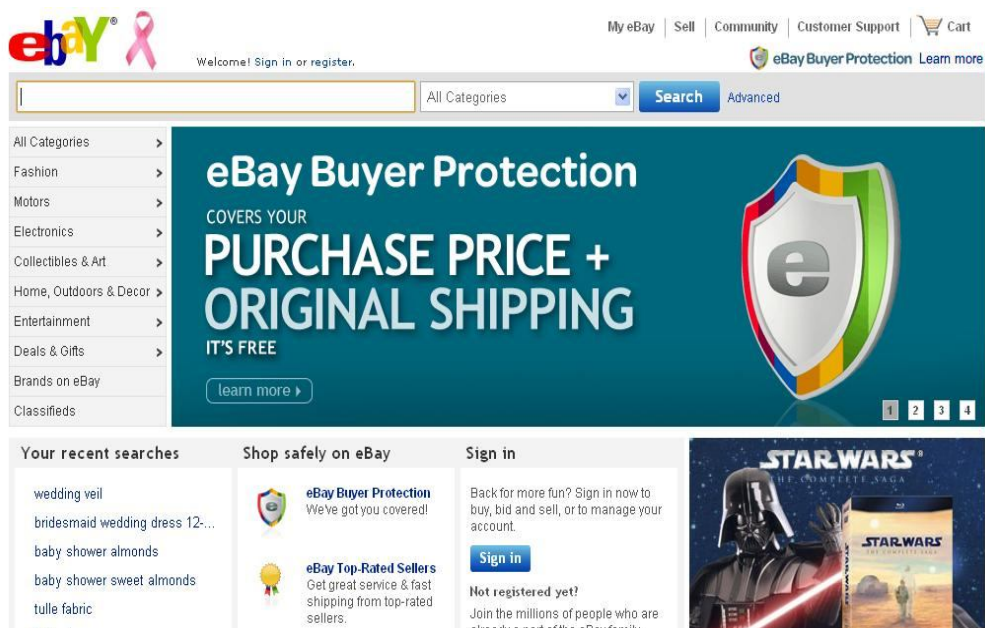 ebaY®
My eBay | Sell | Community | Customer Support | Cart
Welcome! Sign in or register.
eBay Buyer Protection Learn more
All Categories
Search
Advanced
All Categories
Fashion
Motors
Electronics
Collectibles & Art
Home, Outdoors & Decor
Entertainment
Deals & Gifts
Brands on eBay
Classifieds
eBay Buyer Protection
COVERS YOUR
PURCHASE PRICE +
ORIGINAL SHIPPING
IT'S FREE
learn more
e
1 2 3 4
Your recent searches
wedding veil
bridesmaid wedding dress 12-...
baby shower almonds
baby shower sweet almonds
tulle fabric
Shop safely on eBay
eBay Buyer Protection
We've got you covered!
eBay Top-Rated Sellers
Get great service & fast
shipping from top-rated
sellers.
Sign in
Back for more fun? Sign in now to
buy, bid and sell, or to manage your
account.
Sign in
Not registered yet?
Join the millions of people who are
already a part of the eBay family
STAR WARS®
THE COMPLETE SAGA
STAR WARS
THE COMPLETE SAGA